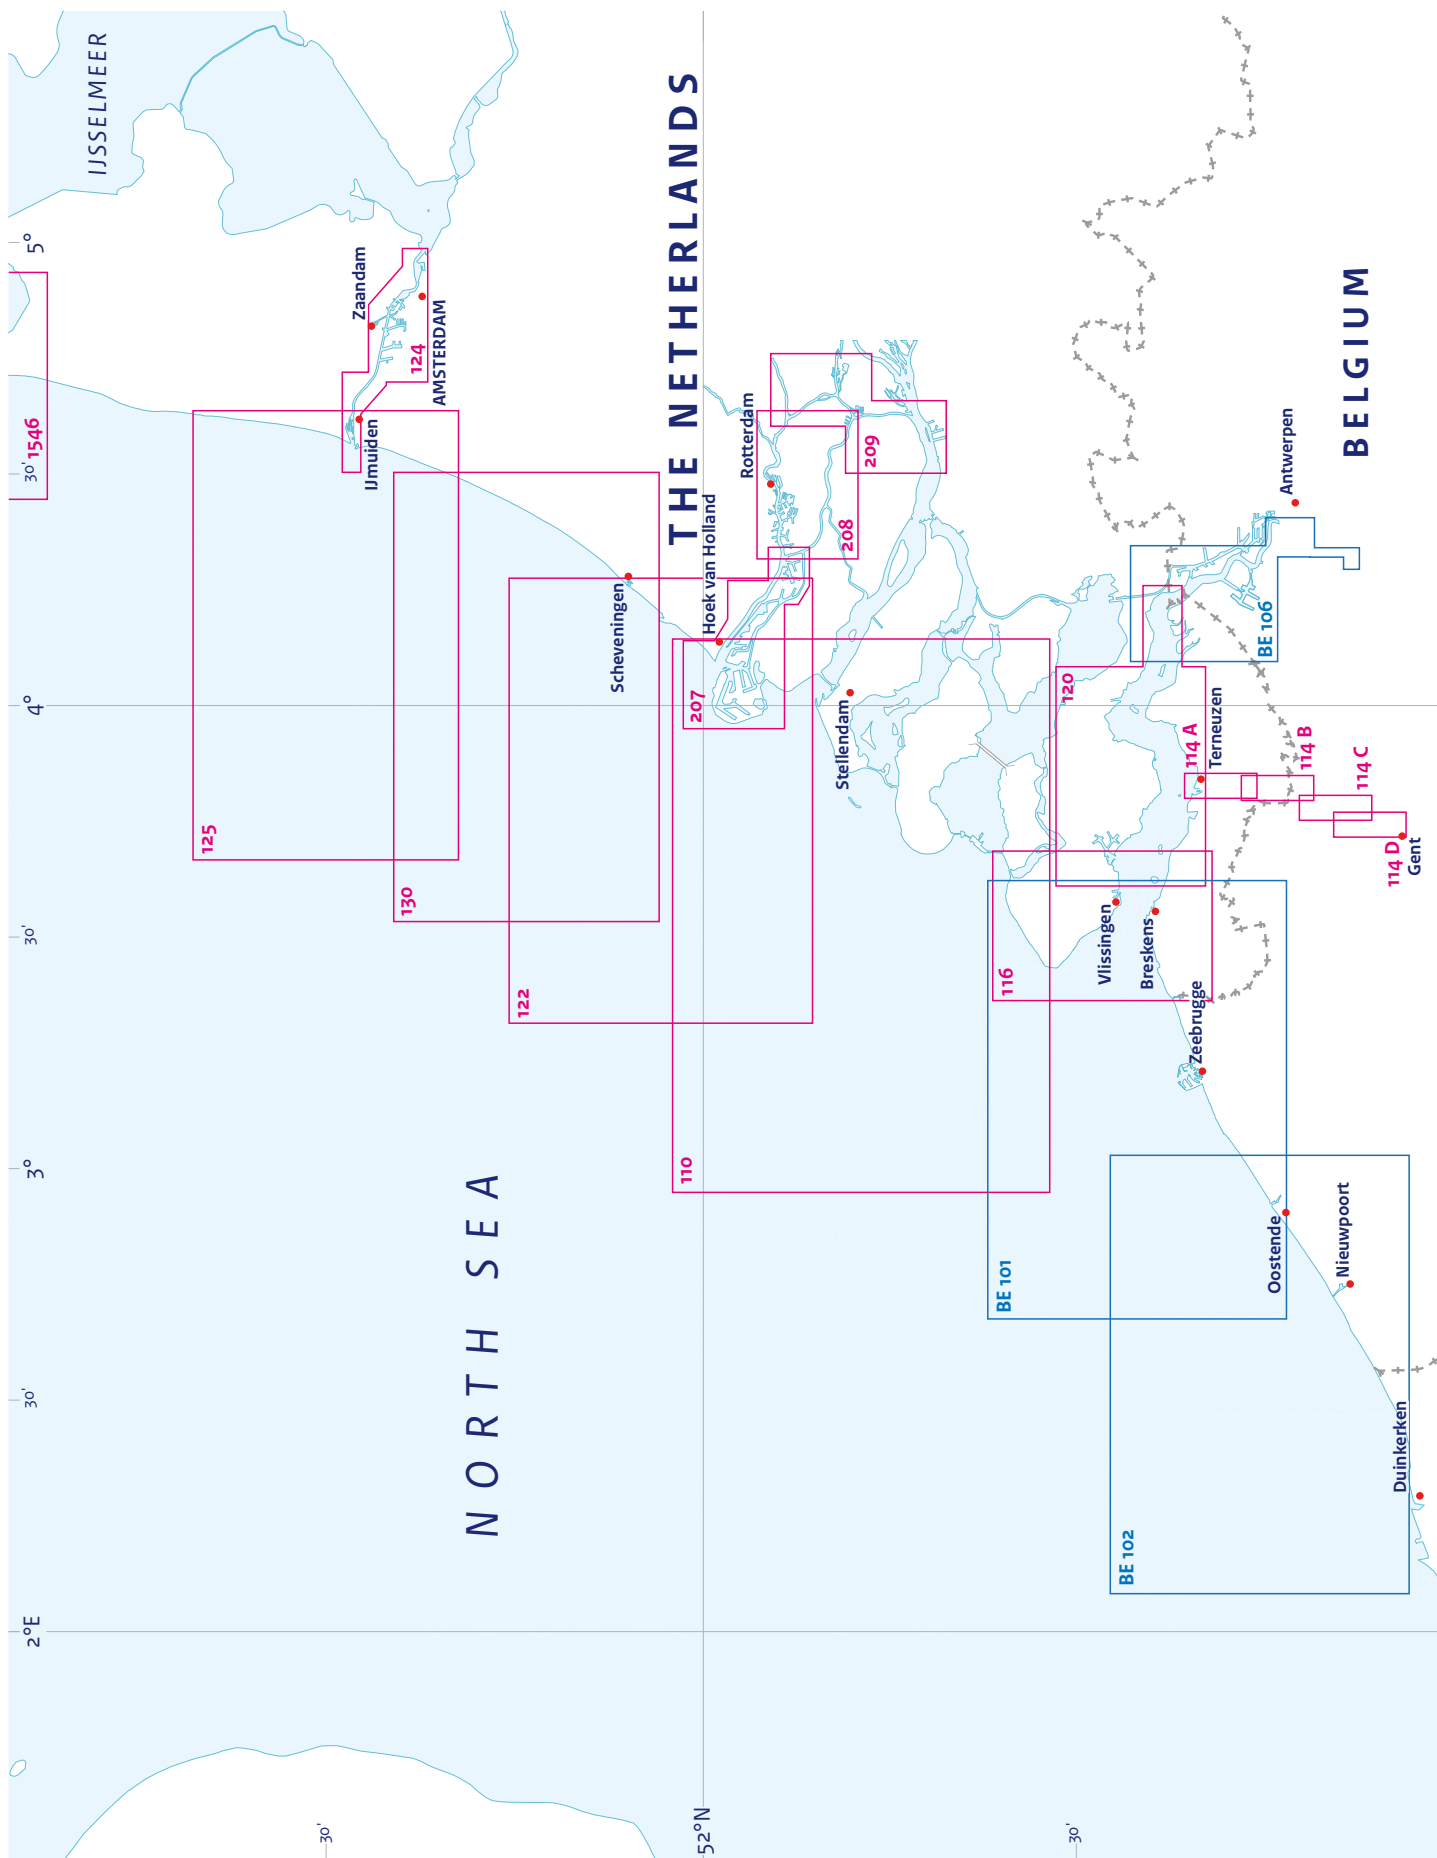 IJSSELMEER
5°
1546
30'
Zaandam
124
AMSTERDAM
IJmuiden
THE NETHERLANDS
Rotterdam
209
208
Hoek van Holland
Scheveningen
207
4°
Stellendam
125
130
122
110
30'
3°
NORTH SEA
BELGIUM
Antwerpen
BE 106
120
114 A
Terneuzen
114 B
114 C
114 D
Gent
Vlissingen
Breskens
116
Zeebrugge
BE 101
Oostende
Nieuwpoort
Duinkerken
BE 102
30'
2°E
30'
52°N
30'